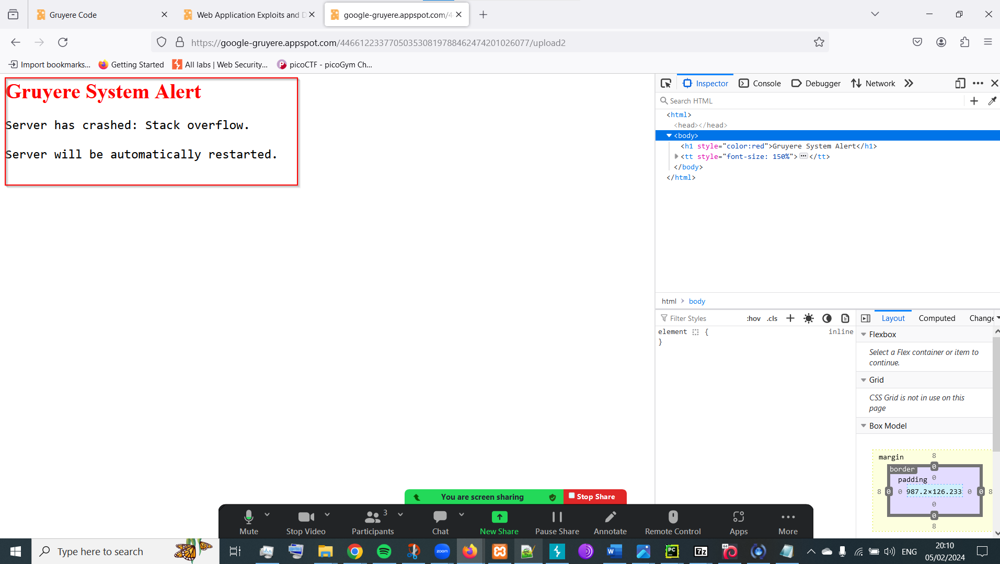 Gruyere Code
Web Application Exploits and D
google-gruyere.appspot.com/4
https://google-gruyere.appspot.com/446612233770503530819788462474201026077/upload2
Import bookmarks...
Getting Started
All labs | Web Security...
picoCTF - picoGym Ch...
Gruyere System Alert
Server has crashed: Stack overflow.
Server will be automatically restarted.
Inspector
Console
Debugger
Network
Search HTML
<html>
<head></head>
<body>
<h1 style="color:red">Gruyere System Alert</h1>
<tt style="font-size: 150%">...</tt>
</body>
</html>
html > body
Filter Styles
:hov .cls
element { inline
}
Layout Computed Change
Flexbox
Select a Flex container or item to
continue.
Grid
CSS Grid is not in use on this
page
Box Model
margin 8
border 0
padding 0
8 0 0 987.2×126.233 0 0 8
0
0
8
You are screen sharing
Stop Share
3
Mute
Stop Video
Participants
Chat
New Share
Pause Share
Annotate
Remote Control
Apps
More
Type here to search
zoom
PC
7z
64
ENG
20:10
05/02/2024